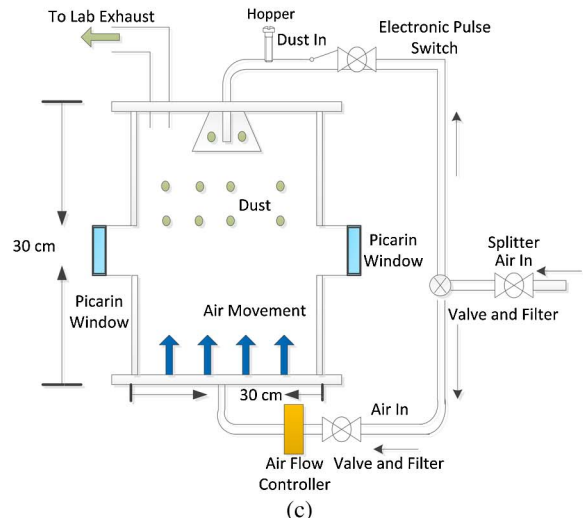 To Lab Exhaust
Hopper
Dust In
Electronic Pulse
Switch
Dust
30 cm
Picarin
Window
Picarin
Window
Splitter
Air In
Valve and Filter
Air Movement
30 cm
Air In
Air Flow
Controller
Valve and Filter
(c)